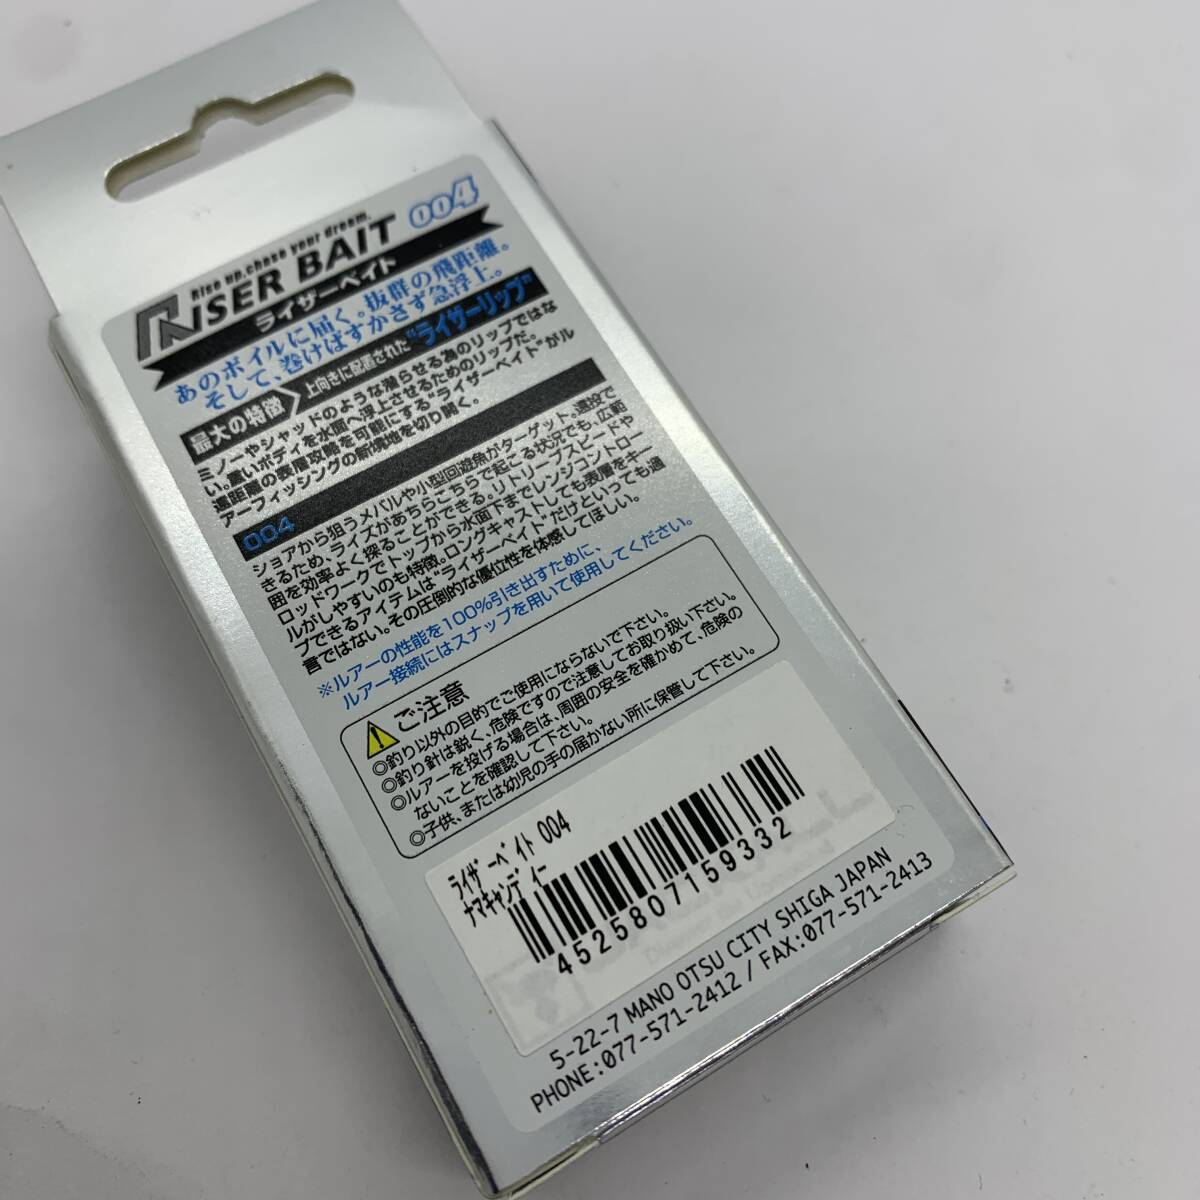 Rise up, chase your dream.
RISER BAIT 004
ライザーベイト
あのボイルに届く。抜群の飛距離。
そして、巻けばすかさず急浮上。
最大の特徴
上向きに配置された"ライザーリップ"
ミノーやシャッドのような潜らせる為のリップではな
い。重いボディを水面へ浮上させるためのリップだ。
遠距離の表層攻略を可能にする"ライザーベイト"がル
アーフィッシングの新境地を切り開く。
004
ショアから狙うメバルや小型回遊魚がターゲット。遠投で
きるため、ライズがあちらこちらで起こる状況でも、広範
囲を効率よく探ることができる。リトリーブスピードや
ロッドワークでトップから水面下までレンジコントロー
ルがしやすいのも特徴。ロングキャストしても表層をキー
プできるアイテムは"ライザーベイト"だけといっても過
言ではない。その圧倒的な優位性を体感してほしい。
※ルアーの性能を100%引き出すために、
ルアー接続にはスナップを用いて使用してください。
ご注意
◎釣り以外の目的でご使用にならないで下さい。
◎釣り針は鋭く、危険ですので注意してお取り扱い下さい。
◎ルアーを投げる場合は、周囲の安全を確かめて、危険の
ないことを確認して下さい。
◎子供、または幼児の手の届かない所に保管して下さい。
ライザーベイト 004
ナマキャンディー
4525807159332
5-22-7 MANO OTSU CITY SHIGA JAPAN
PHONE:077-571-2412 / FAX:077-571-2413